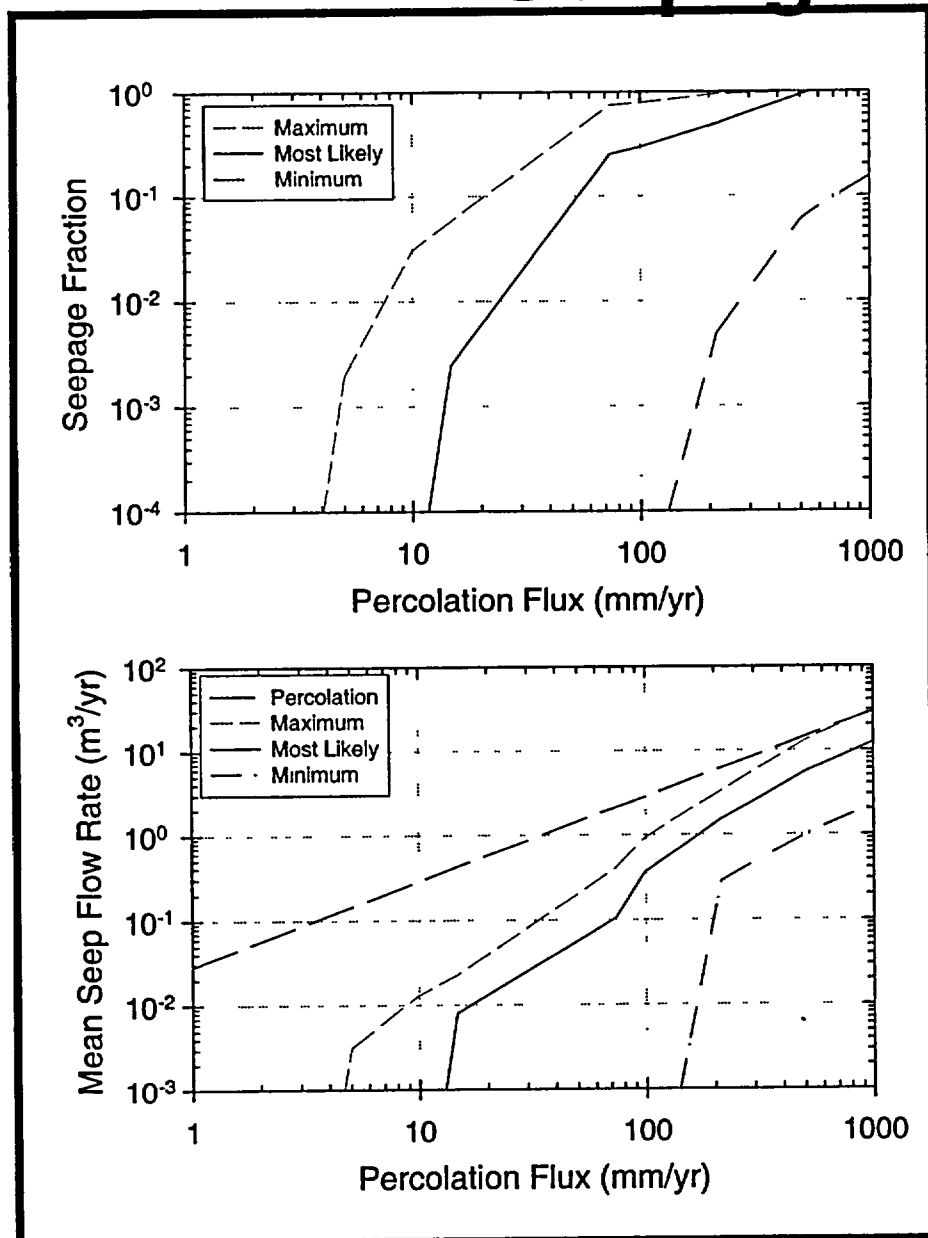 10⁰
10⁻¹
10⁻²
10⁻³
10⁻⁴
Maximum
Most Likely
Minimum
Seepage Fraction
1
10
100
1000
Percolation Flux (mm/yr)
10²
10¹
10⁰
10⁻¹
10⁻²
10⁻³
Percolation
Maximum
Most Likely
Minimum
Mean Seep Flow Rate (m³/yr)
1
10
100
1000
Percolation Flux (mm/yr)